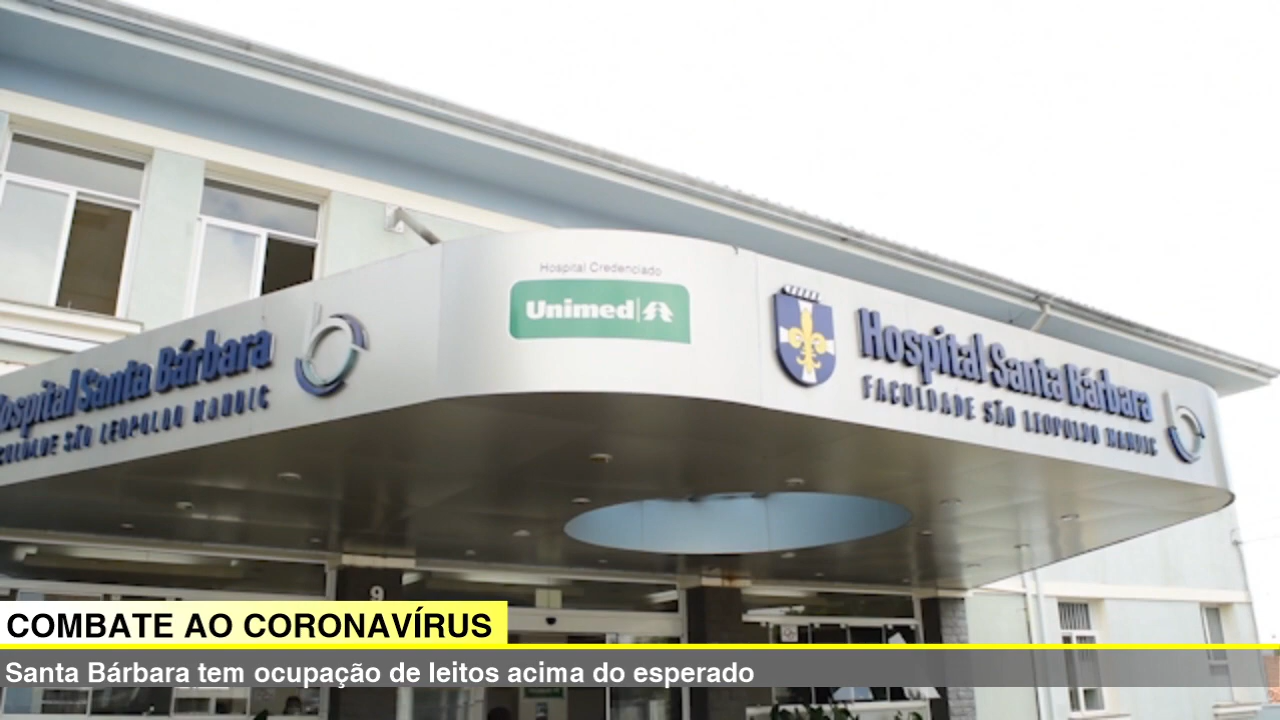 Hospital Credenciado
Unimed
Hospital Santa Bárbara
FACULDADE SÃO LEOPOLDO MANDIC
Hospital Santa Bárbara
FACULDADE SÃO LEOPOLDO MANDIC
9
COMBATE AO CORONAVÍRUS
Santa Bárbara tem ocupação de leitos acima do esperado